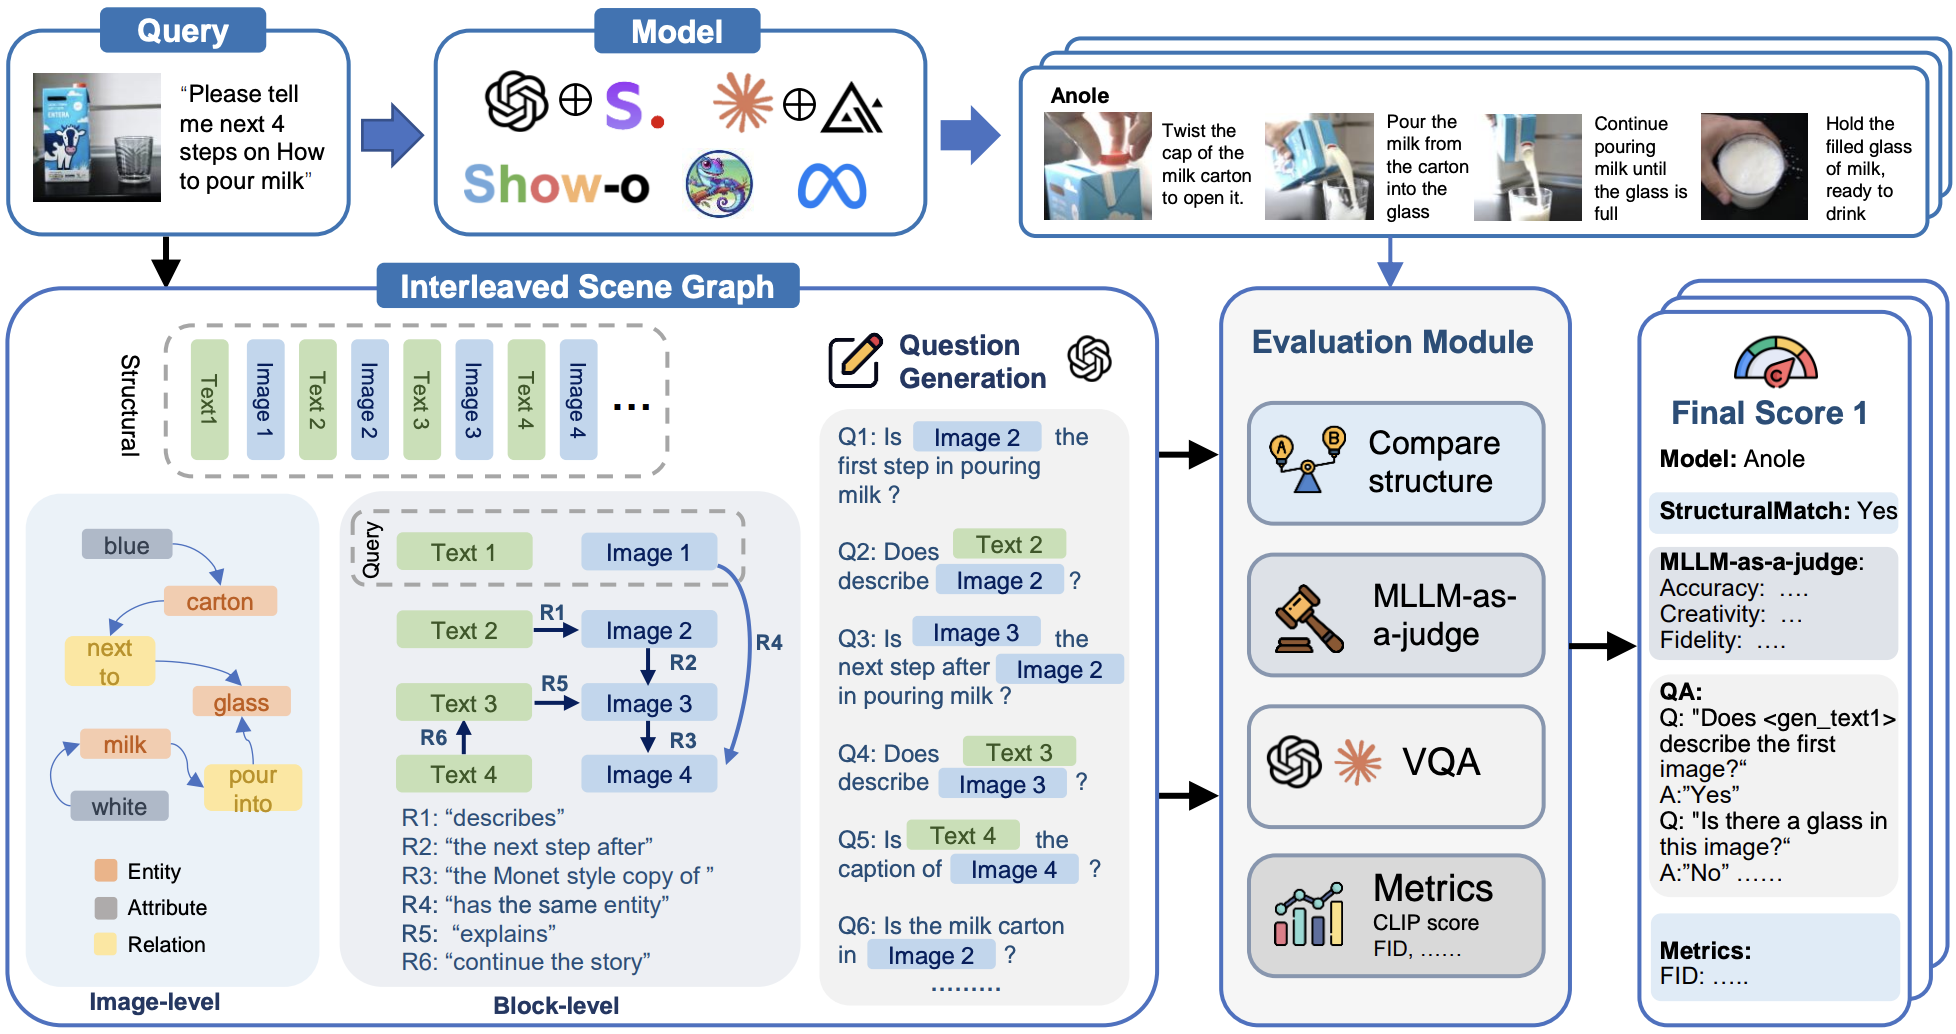 Query
“Please tell
me next 4
steps on How
to pour milk”
ENTERA
Model
S.
Show-o
Anole
Twist the
cap of the
milk carton
to open it.
Pour the
milk from
the carton
into the
glass
Continue
pouring
milk until
the glass is
full
Hold the
filled glass
of milk,
ready to
drink
Interleaved Scene Graph
Structural
Text1
Image 1
Text 2
Image 2
Text 3
Image 3
Text 4
Image 4
...
blue
carton
next
to
glass
milk
pour
into
white
Entity
Attribute
Relation
Image-level
Query
Text 1
Image 1
Text 2
R1
Image 2
R4
R2
Text 3
R5
Image 3
R6
R3
Text 4
Image 4
R1: “describes”
R2: “the next step after”
R3: “the Monet style copy of ”
R4: “has the same entity”
R5: “explains”
R6: “continue the story”
Block-level
Question
Generation
Q1: Is Image 2 the
first step in pouring
milk ?
Q2: Does Text 2
describe Image 2 ?
Q3: Is Image 3 the
next step after Image 2
in pouring milk ?
Q4: Does Text 3
describe Image 3 ?
Q5: Is Text 4 the
caption of Image 4 ?
Q6: Is the milk carton
in Image 2 ?
.........
Evaluation Module
A
B
Compare
structure
MLLM-as-
a-judge
VQA
Metrics
CLIP score
FID, ......
C
Final Score 1
Model: Anole
StructuralMatch: Yes
MLLM-as-a-judge:
Accuracy: ....
Creativity: ...
Fidelity: ....
QA:
Q: "Does <gen_text1>
describe the first
image?“
A:”Yes”
Q: "Is there a glass in
this image?“
A:”No” ......
Metrics:
FID: .....